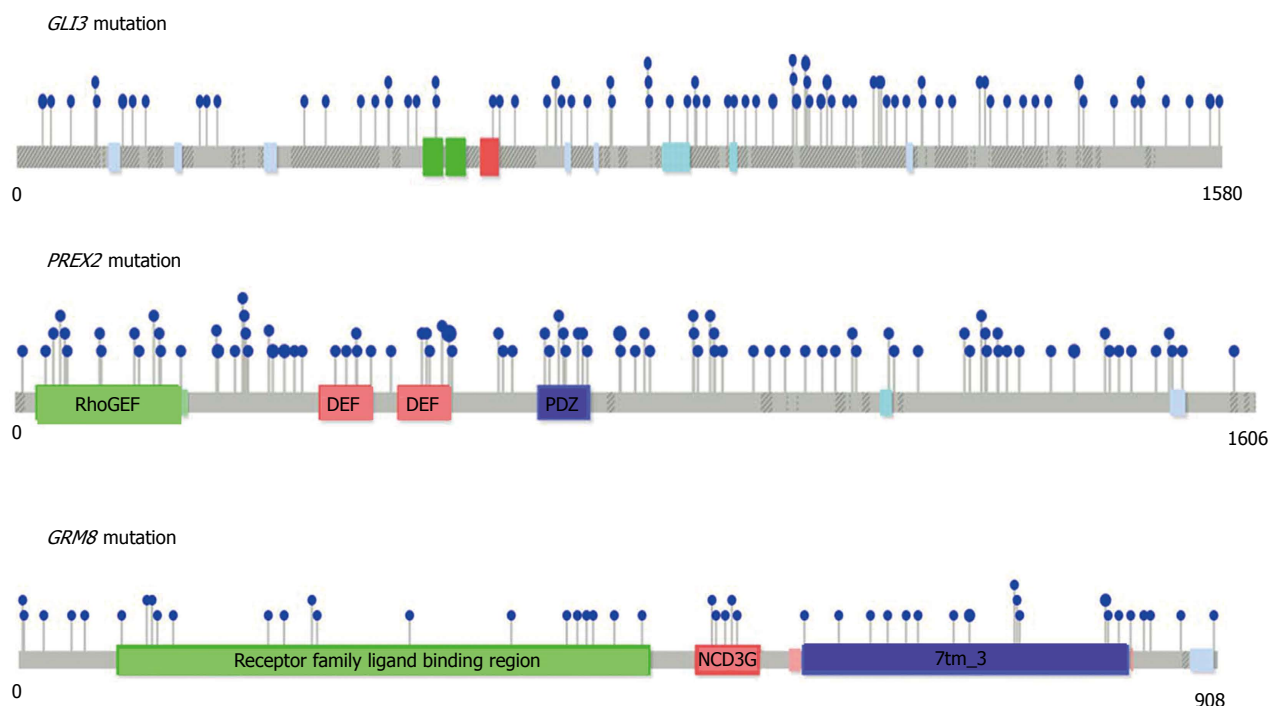 GLI3 mutation
0 1580
PREX2 mutation
RhoGEF DEF DEF PDZ
0 1606
GRM8 mutation
Receptor family ligand binding region NCD3G 7tm_3
0 908